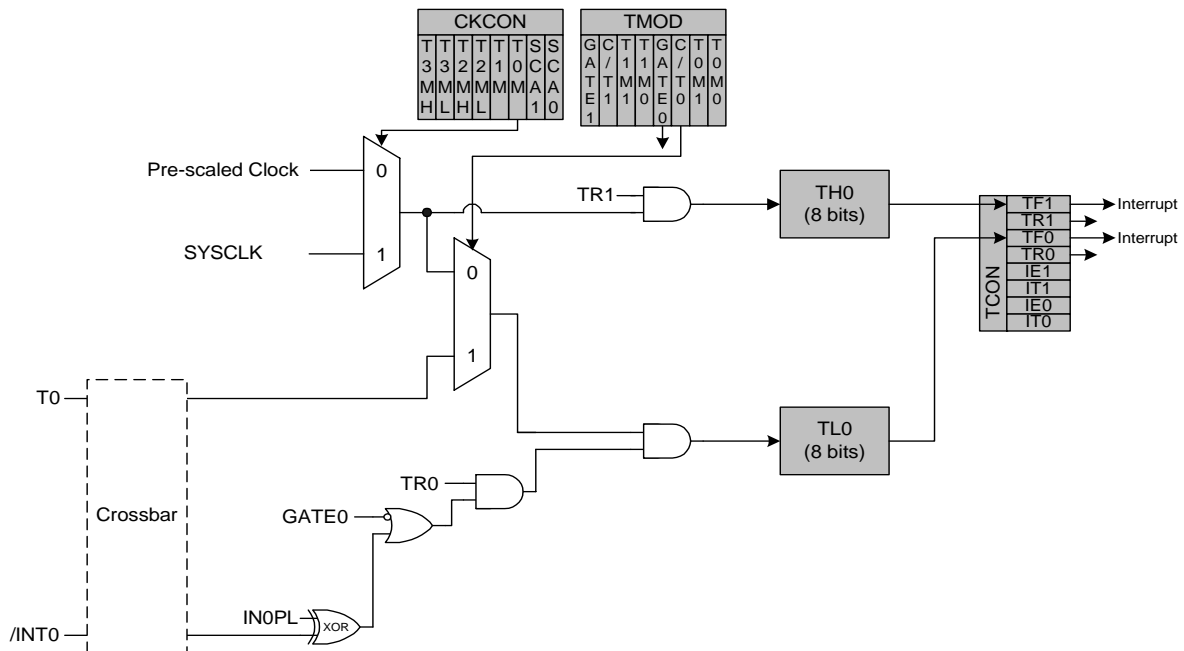 CKCON
T3MH
T3ML
T2MH
T2ML
T1M
T0M
SCA1
SCA0
TMOD
GATE1
C/T1
T1M1
T1M0
GATE0
C/T0
T0M1
T0M0
Pre-scaled Clock
0
SYSCLK
1
TR1
TH0
(8 bits)
TCON
TF1
TR1
TF0
TR0
IE1
IT1
IE0
IT0
Interrupt
Interrupt
0
1
T0
Crossbar
/INT0
TR0
GATE0
IN0PL
XOR
TL0
(8 bits)